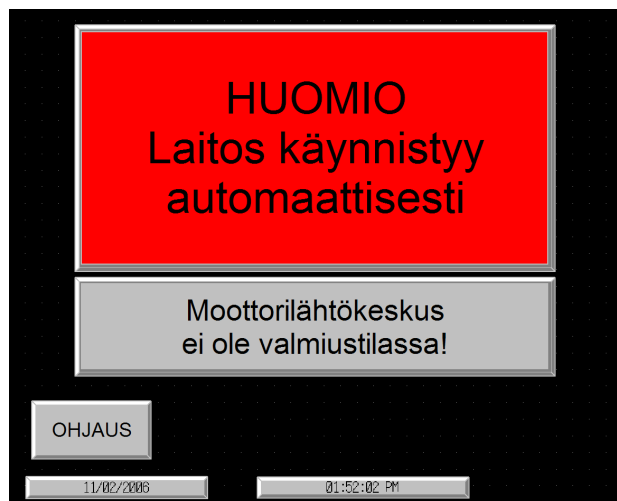 HUOMIO
Laitos käynnistyy
automaattisesti
Moottorilähtökeskus
ei ole valmiustilassa!
OHJAUS
11/02/2006 01:52:02 PM